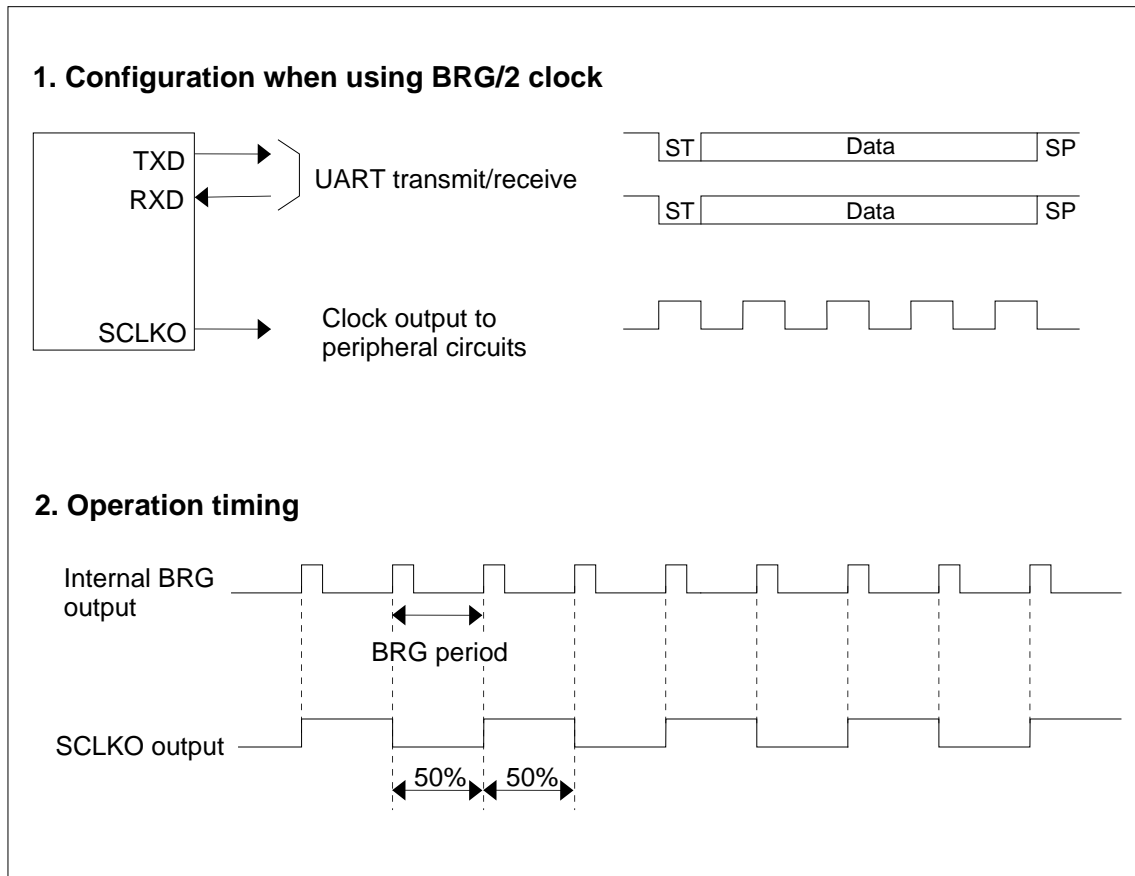 1. Configuration when using BRG/2 clock
TXD
RXD
UART transmit/receive
ST
Data
SP
ST
Data
SP
SCLKO
Clock output to
peripheral circuits
2. Operation timing
Internal BRG
output
BRG period
SCLKO output
50%
50%